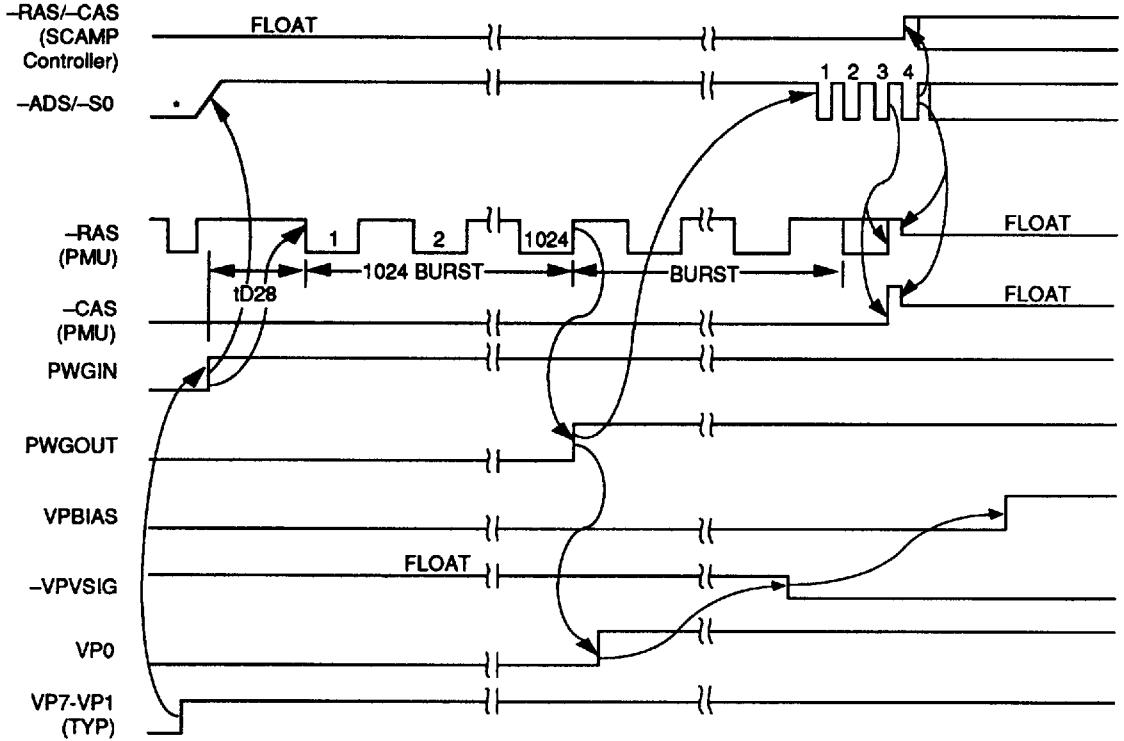 –RAS/–CAS
(SCAMP
Controller)
FLOAT
1 2 3 4
–ADS/–S0
*
–RAS
(PMU)
1 2 1024
FLOAT
1024 BURST
BURST
tD28
–CAS
(PMU)
FLOAT
PWGIN
PWGOUT
VPBIAS
FLOAT
–VPVSIG
VP0
VP7-VP1
(TYP)